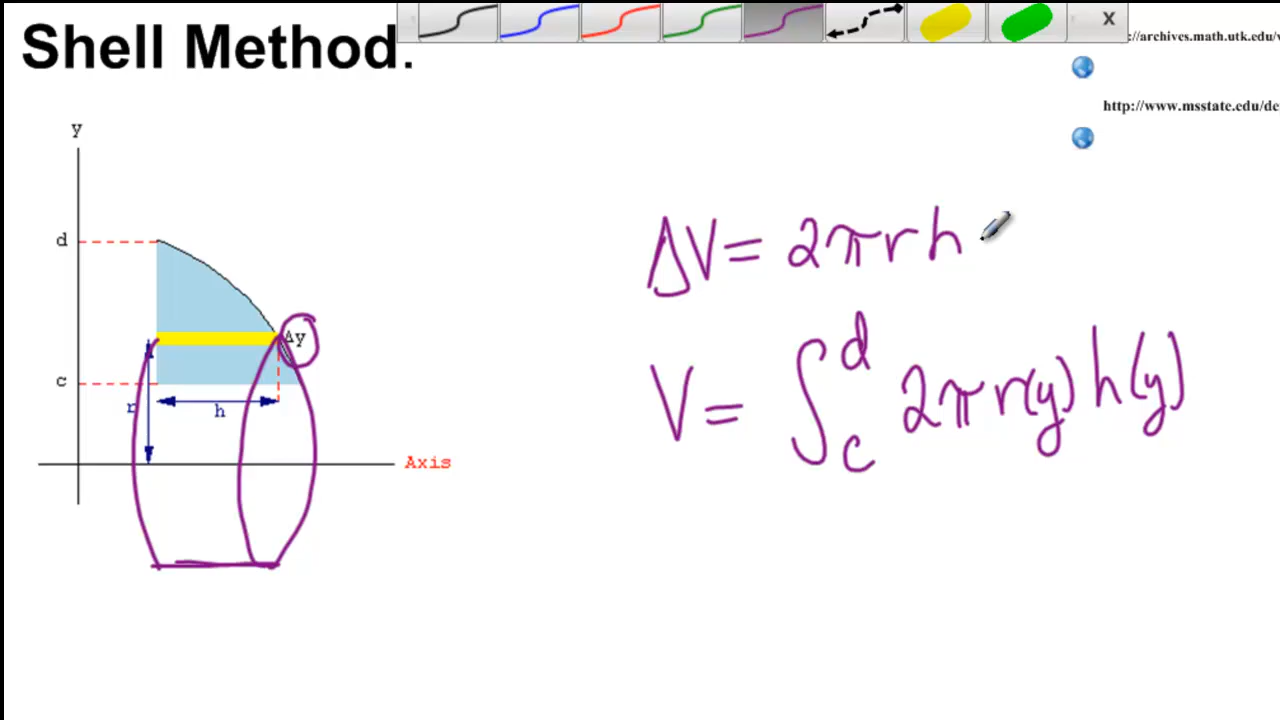 Shell Method.
X
://archives.math.utk.edu/v
http://www.msstate.edu/de
y
d
ΔV = 2πrh
Δy
V = ∫_c^d 2πr(y)h(y)
c
r
h
Axis